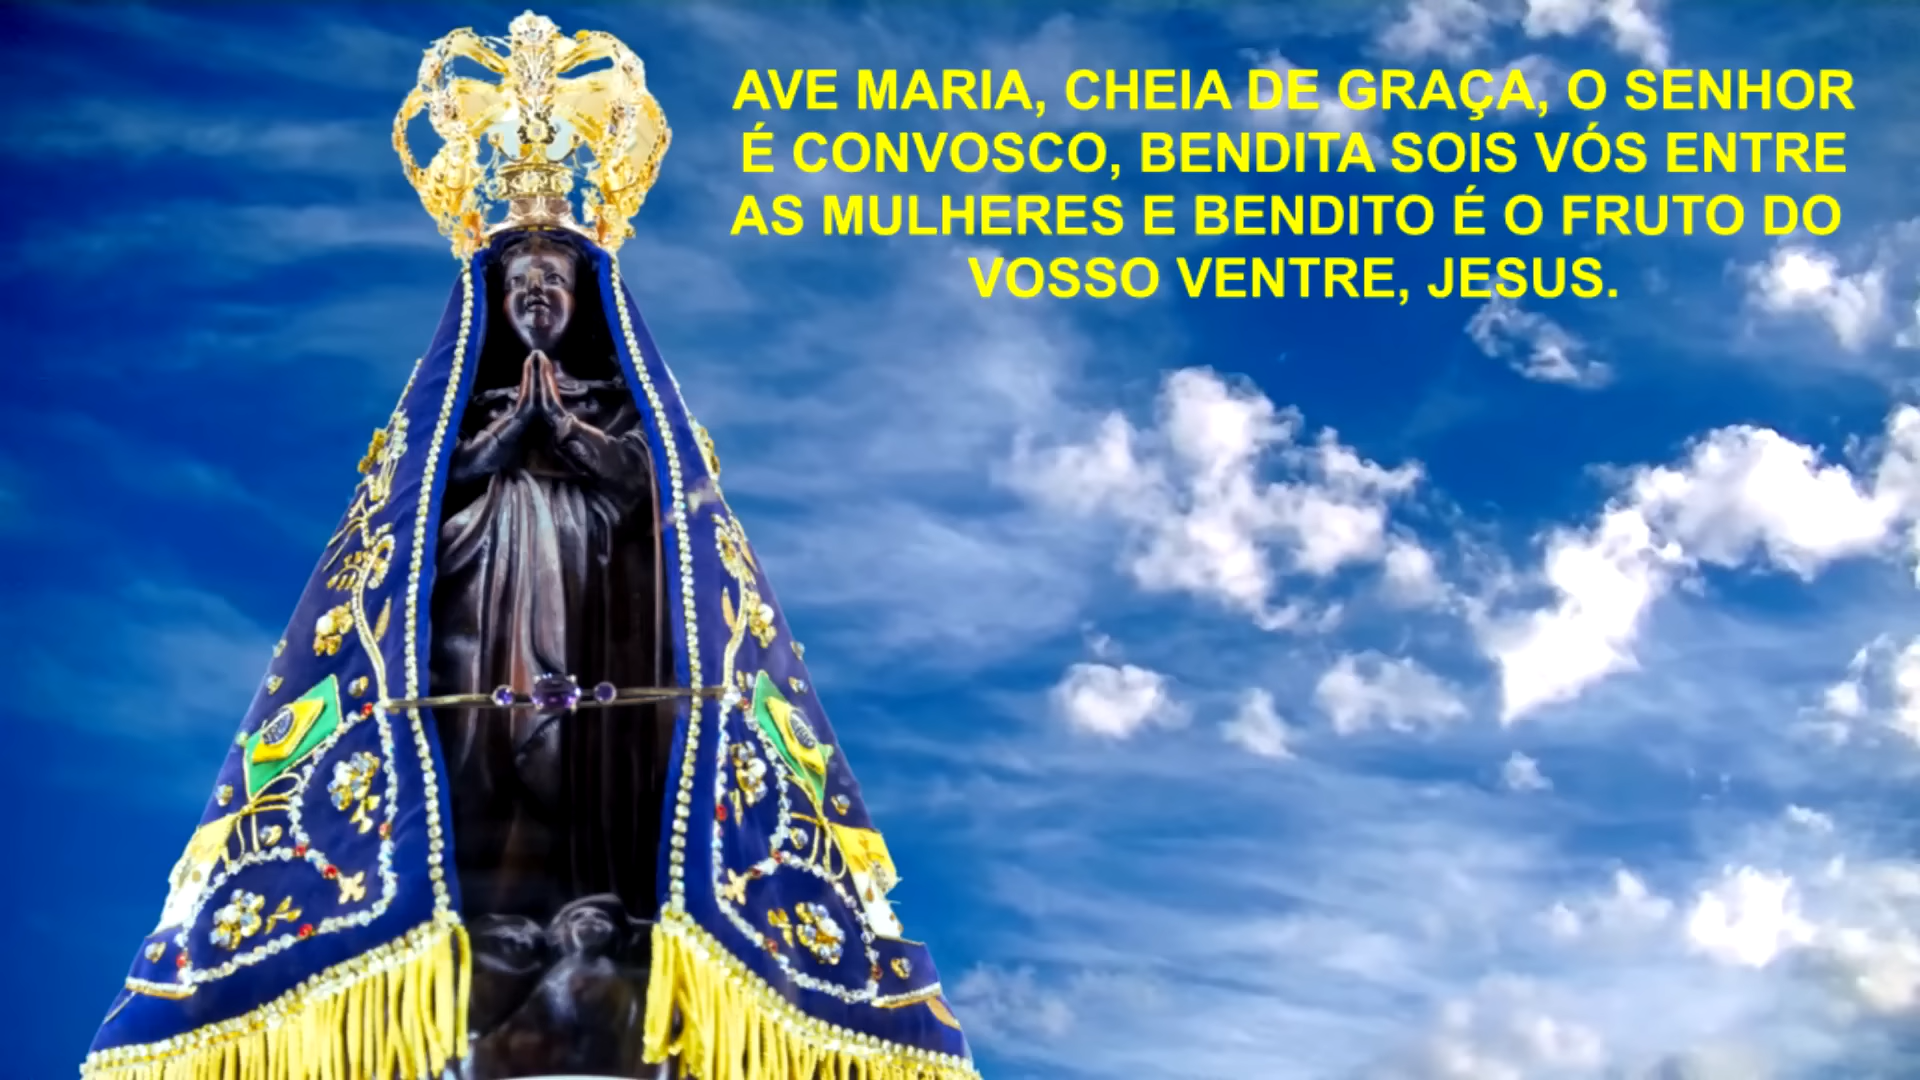 AVE MARIA, CHEIA DE GRAÇA, O SENHOR
É CONVOSCO, BENDITA SOIS VÓS ENTRE
AS MULHERES E BENDITO É O FRUTO DO
VOSSO VENTRE, JESUS.